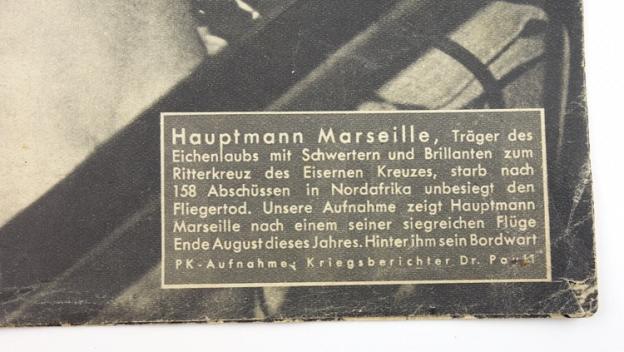 Hauptmann Marseille, Träger des
Eichenlaubs mit Schwertern und Brillanten zum
Ritterkreuz des Eisernen Kreuzes, starb nach
158 Abschüssen in Nordafrika unbesiegt den
Fliegertod. Unsere Aufnahme zeigt Hauptmann
Marseille nach einem seiner siegreichen Flüge
Ende August dieses Jahres. Hinter ihm sein Bordwart
PK-Aufnahme: Kriegsberichter Dr.